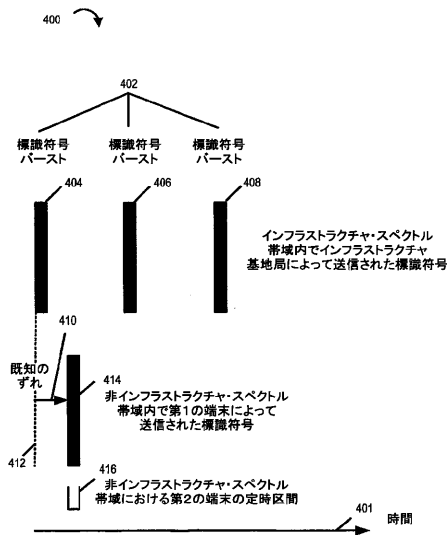 400
402
標識符号
バースト
標識符号
バースト
標識符号
バースト
404
406
408
インフラストラクチャ・スペクトル
帯域内でインフラストラクチャ
基地局によって送信された標識符号
410
既知の
ずれ
414
非インフラストラクチャ・スペクトル
帯域内で第1の端末によって
送信された標識符号
412
416
非インフラストラクチャ・スペクトル
帯域における第2の端末の定時区間
401
時間